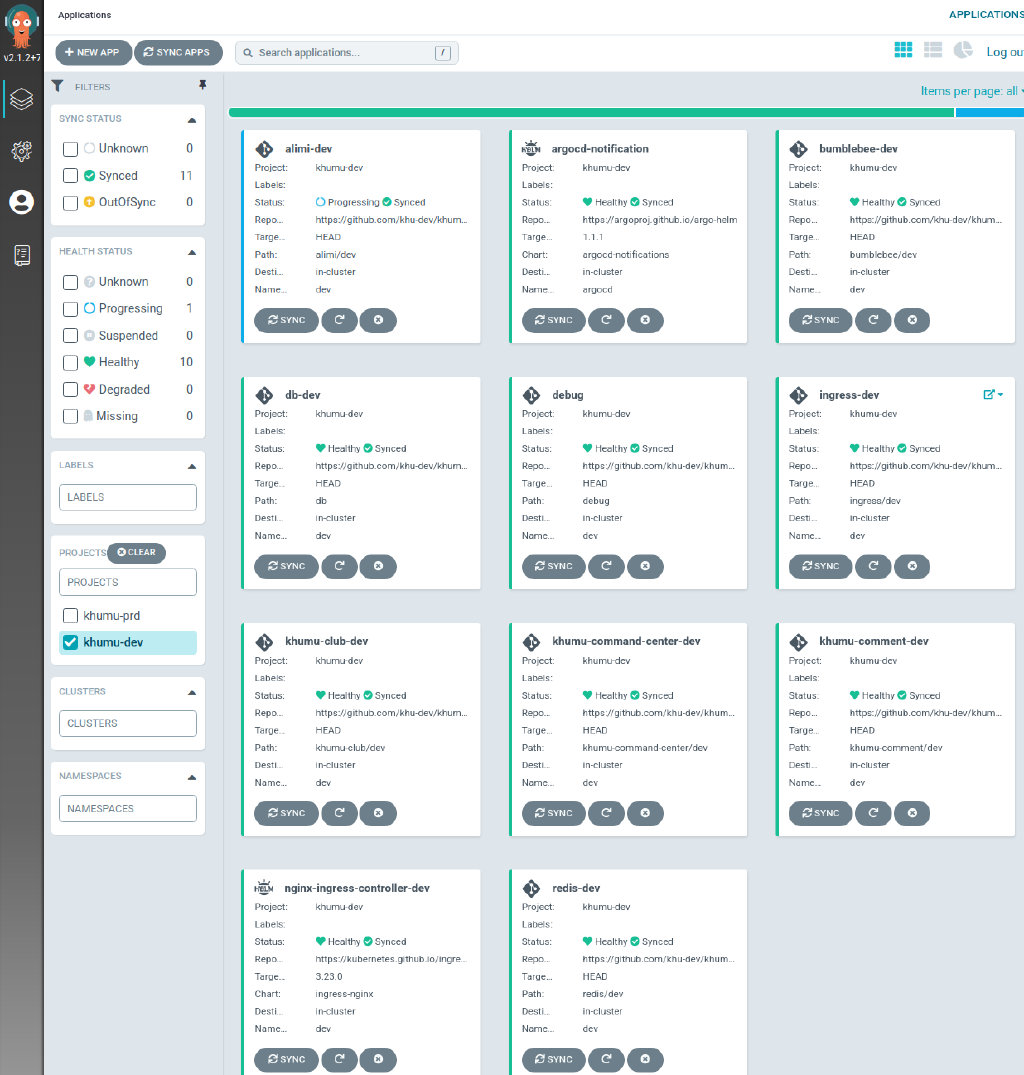 Applications
APPLICATIONS
v2.1.2+7
NEW APP
SYNC APPS
Search applications...
/
Log out
FILTERS
Items per page: all
SYNC STATUS
Unknown 0
Synced 11
OutOfSync 0
HEALTH STATUS
Unknown 0
Progressing 1
Suspended 0
Healthy 10
Degraded 0
Missing 0
LABELS
LABELS
PROJECTS CLEAR
PROJECTS
khumu-prd
khumu-dev
CLUSTERS
CLUSTERS
NAMESPACES
NAMESPACES
alimi-dev
Project: khumu-dev
Labels:
Status: Progressing Synced
Repo... https://github.com/khu-dev/khum...
Targe... HEAD
Path: alimi/dev
Desti... in-cluster
Name... dev
SYNC
HELM
argocd-notification
Project: khumu-dev
Labels:
Status: Healthy Synced
Repo... https://argoproj.github.io/argo-helm
Targe... 1.1.1
Chart: argocd-notifications
Desti... in-cluster
Name... argocd
SYNC
bumblebee-dev
Project: khumu-dev
Labels:
Status: Healthy Synced
Repo... https://github.com/khu-dev/khum...
Targe... HEAD
Path: bumblebee/dev
Desti... in-cluster
Name... dev
SYNC
db-dev
Project: khumu-dev
Labels:
Status: Healthy Synced
Repo... https://github.com/khu-dev/khum...
Targe... HEAD
Path: db
Desti... in-cluster
Name... dev
SYNC
debug
Project: khumu-dev
Labels:
Status: Healthy Synced
Repo... https://github.com/khu-dev/khum...
Targe... HEAD
Path: debug
Desti... in-cluster
Name... dev
SYNC
ingress-dev
Project: khumu-dev
Labels:
Status: Healthy Synced
Repo... https://github.com/khu-dev/khum...
Targe... HEAD
Path: ingress/dev
Desti... in-cluster
Name... dev
SYNC
khumu-club-dev
Project: khumu-dev
Labels:
Status: Healthy Synced
Repo... https://github.com/khu-dev/khum...
Targe... HEAD
Path: khumu-club/dev
Desti... in-cluster
Name... dev
SYNC
khumu-command-center-dev
Project: khumu-dev
Labels:
Status: Healthy Synced
Repo... https://github.com/khu-dev/khum...
Targe... HEAD
Path: khumu-command-center/dev
Desti... in-cluster
Name... dev
SYNC
khumu-comment-dev
Project: khumu-dev
Labels:
Status: Healthy Synced
Repo... https://github.com/khu-dev/khum...
Targe... HEAD
Path: khumu-comment/dev
Desti... in-cluster
Name... dev
SYNC
HELM
nginx-ingress-controller-dev
Project: khumu-dev
Labels:
Status: Healthy Synced
Repo... https://kubernetes.github.io/ingre...
Targe... 3.23.0
Chart: ingress-nginx
Desti... in-cluster
Name... dev
SYNC
redis-dev
Project: khumu-dev
Labels:
Status: Healthy Synced
Repo... https://github.com/khu-dev/khum...
Targe... HEAD
Path: redis/dev
Desti... in-cluster
Name... dev
SYNC